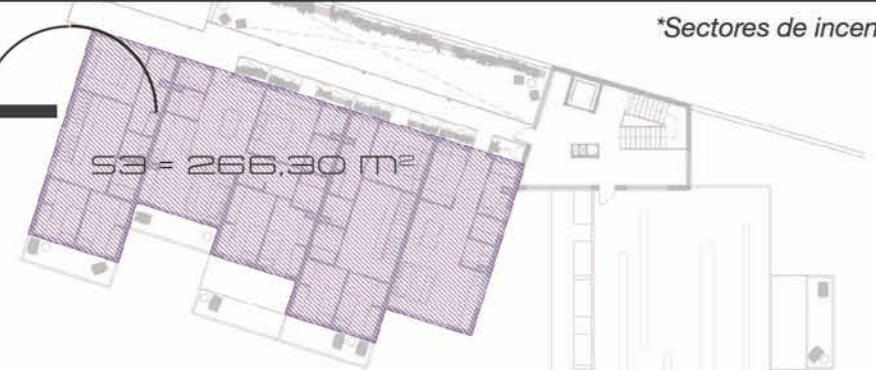 *Sectores de incen
S3 = 266,30 m²